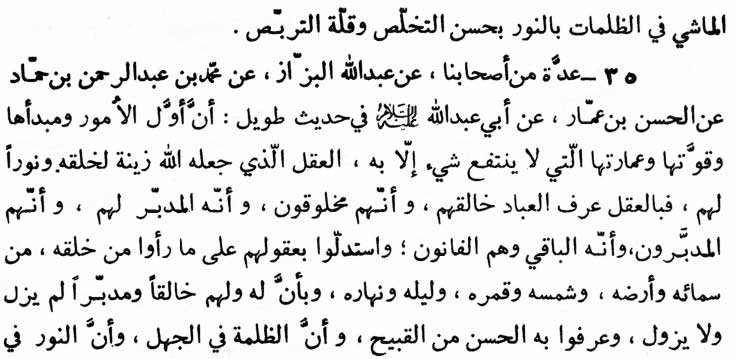 الماشي في الظلمات بالنور بحسن التخلّص وقلّة التربّص .
٣٥ ـ عدَّة من أصحابنا ، عن عبدالله البزّاز ، عن محمّد بن عبدالرحمن بن حمّاد
عن الحسن بن عمّار ، عن أبي عبدالله عليه السلام في حديث طويل : أنَّ أوَّل الأُمور ومبدأها
وقوَّتها وعمارتها الّتي لا ينتفع شيء إلّا به ، العقل الّذي جعله الله زينة لخلقه ونوراً
لهم ، فبالعقل عرف العباد خالقهم ، و أنّهم مخلوقون ، و أنّه المدبّر لهم ، و أنّهم
المدبَّرون، وأنّه الباقي وهم الفانون ؛ واستدلّوا بعقولهم على ما رأوا من خلقه ، من
سمائه وأرضه ، وشمسه وقمره ، وليله ونهاره ، وبأنَّ له ولهم خالقاً ومدبّراً لم يزل
ولا يزول ، وعرفوا به الحسن من القبيح ، و أنَّ الظلمة في الجهل ، وأنَّ النور في